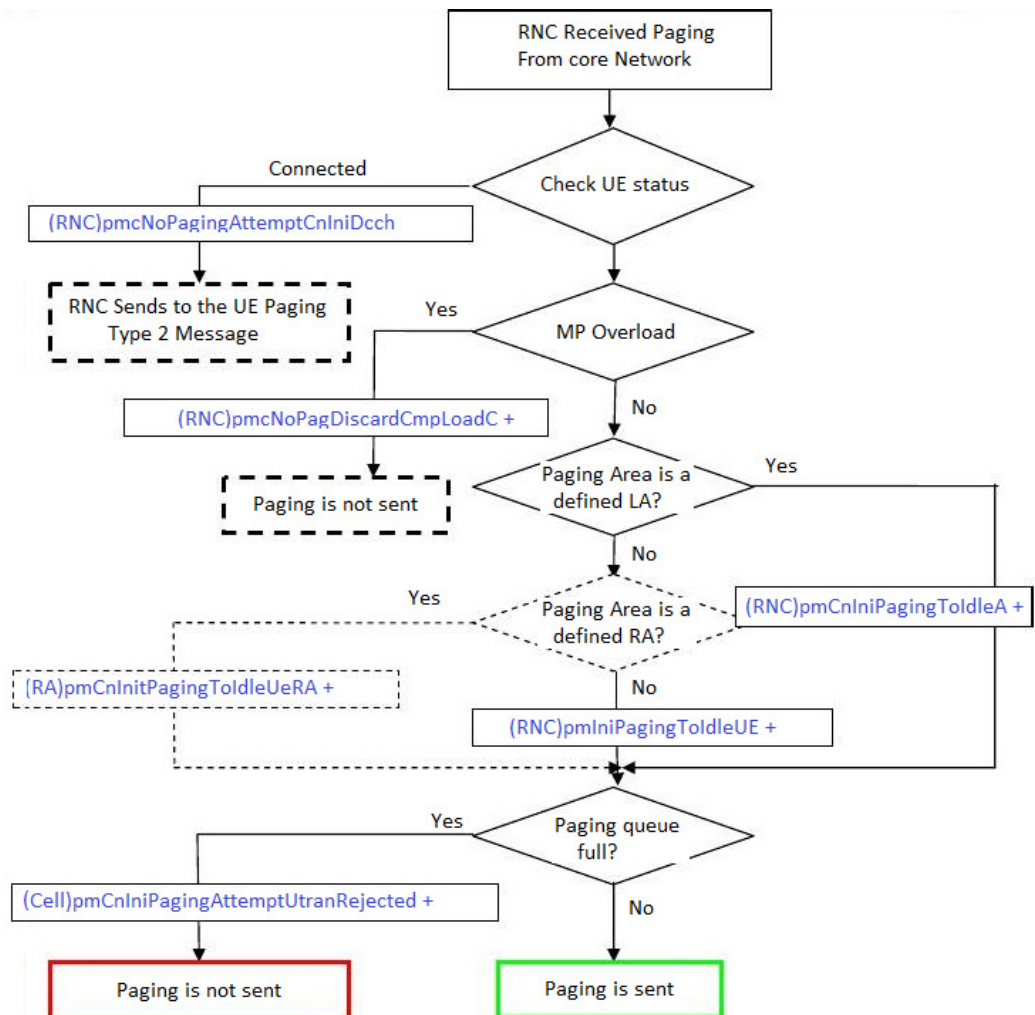 RNC Received Paging
From core Network
Connected
Check UE status
(RNC)pmcNoPagingAttemptCnIniDcch
RNC Sends to the UE Paging
Type 2 Message
Yes
MP Overload
No
(RNC)pmcNoPagDiscardCmpLoadC +
Paging is not sent
Paging Area is a
defined LA?
Yes
No
Yes
Paging Area is a
defined RA?
(RNC)pmCnIniPagingToIdleA +
(RA)pmCnInitPagingToIdleUeRA +
No
(RNC)pmIniPagingToIdleUE +
Yes
Paging queue
full?
(Cell)pmCnIniPagingAttemptUtranRejected +
No
Paging is not sent
Paging is sent